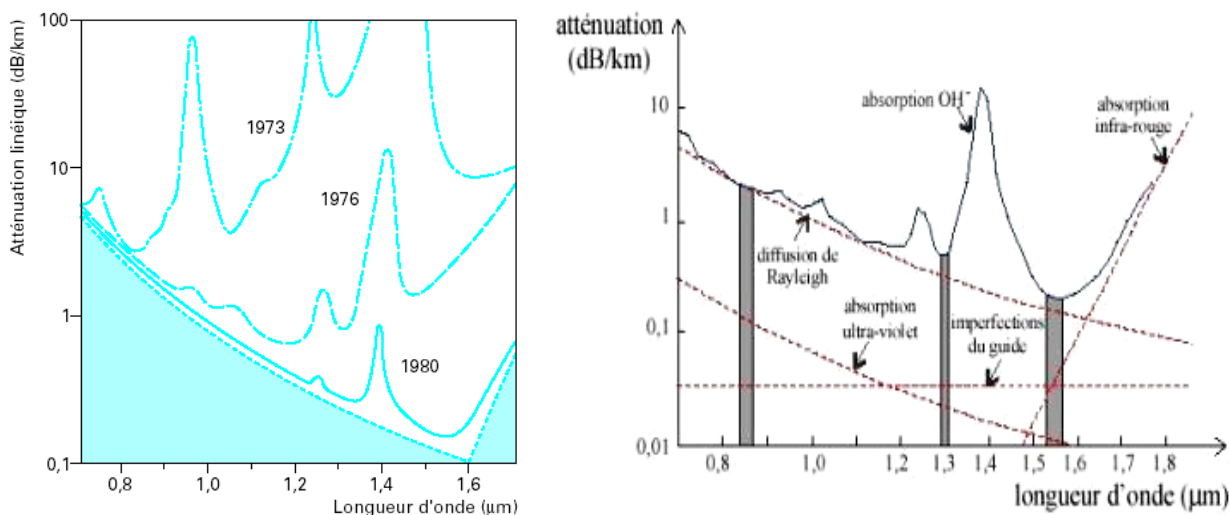 Atténuation linéique (dB/km)
100
10
1
0,1
1973
1976
1980
0,8
1,0
1,2
1,4
1,6
Longueur d'onde (µm)
atténuation
(dB/km)
10
1
0,1
0,01
absorption OH⁻
absorption
infra-rouge
diffusion de
Rayleigh
absorption
ultra-violet
imperfections
du guide
0,8
1,0
1,3
1,4
1,5
1,6
1,7
1,8
longueur d’onde (µm)